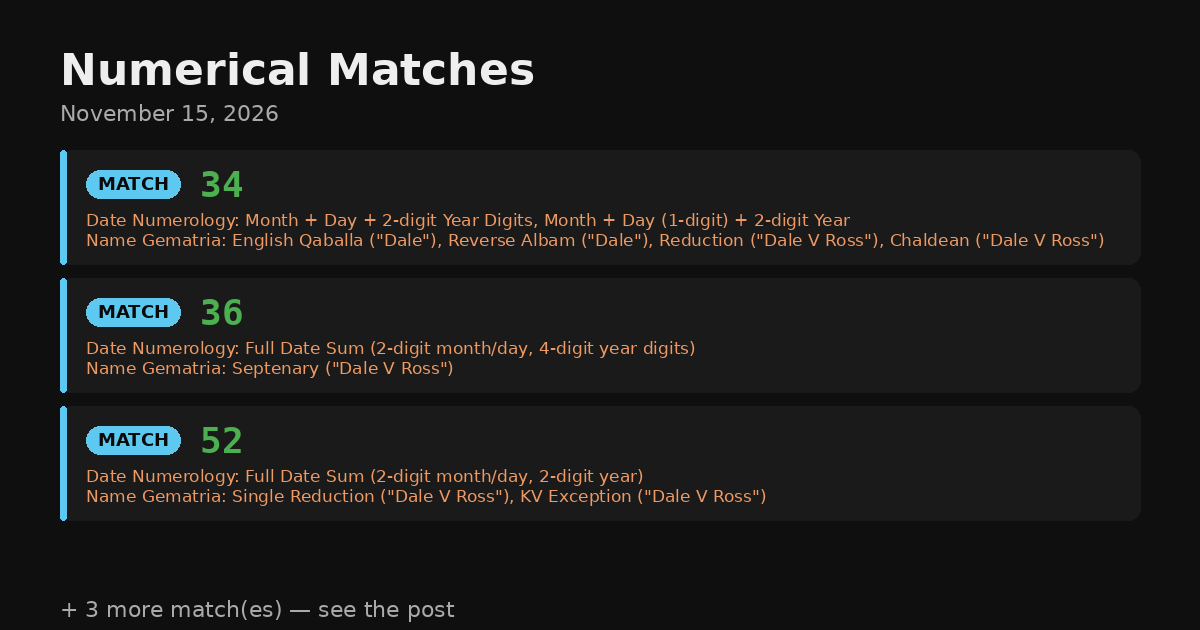 Numerical Matches
November 15, 2026
MATCH 34
Date Numerology: Month + Day + 2-digit Year Digits, Month + Day (1-digit) + 2-digit Year
Name Gematria: English Qaballa ("Dale"), Reverse Albam ("Dale"), Reduction ("Dale V Ross"), Chaldean ("Dale V Ross")
MATCH 36
Date Numerology: Full Date Sum (2-digit month/day, 4-digit year digits)
Name Gematria: Septenary ("Dale V Ross")
MATCH 52
Date Numerology: Full Date Sum (2-digit month/day, 2-digit year)
Name Gematria: Single Reduction ("Dale V Ross"), KV Exception ("Dale V Ross")
+ 3 more match(es) — see the post